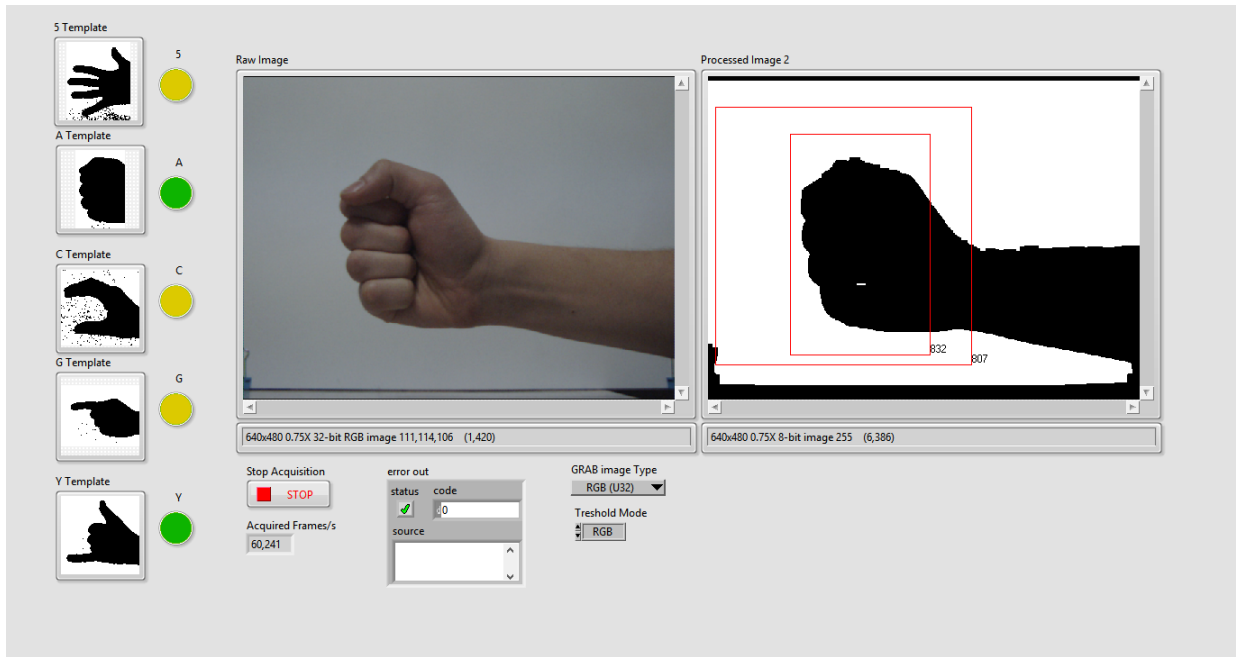 5 Template
5
A Template
A
C Template
C
G Template
G
Y Template
Y
Raw Image
640x480 0.75X 32-bit RGB image 111,114,106 (1,420)
Processed Image 2
832
807
640x480 0.75X 8-bit image 255 (6,386)
Stop Acquisition
STOP
Acquired Frames/s
60,241
error out
status code
0
source
GRAB image Type
RGB (U32)
Treshold Mode
RGB